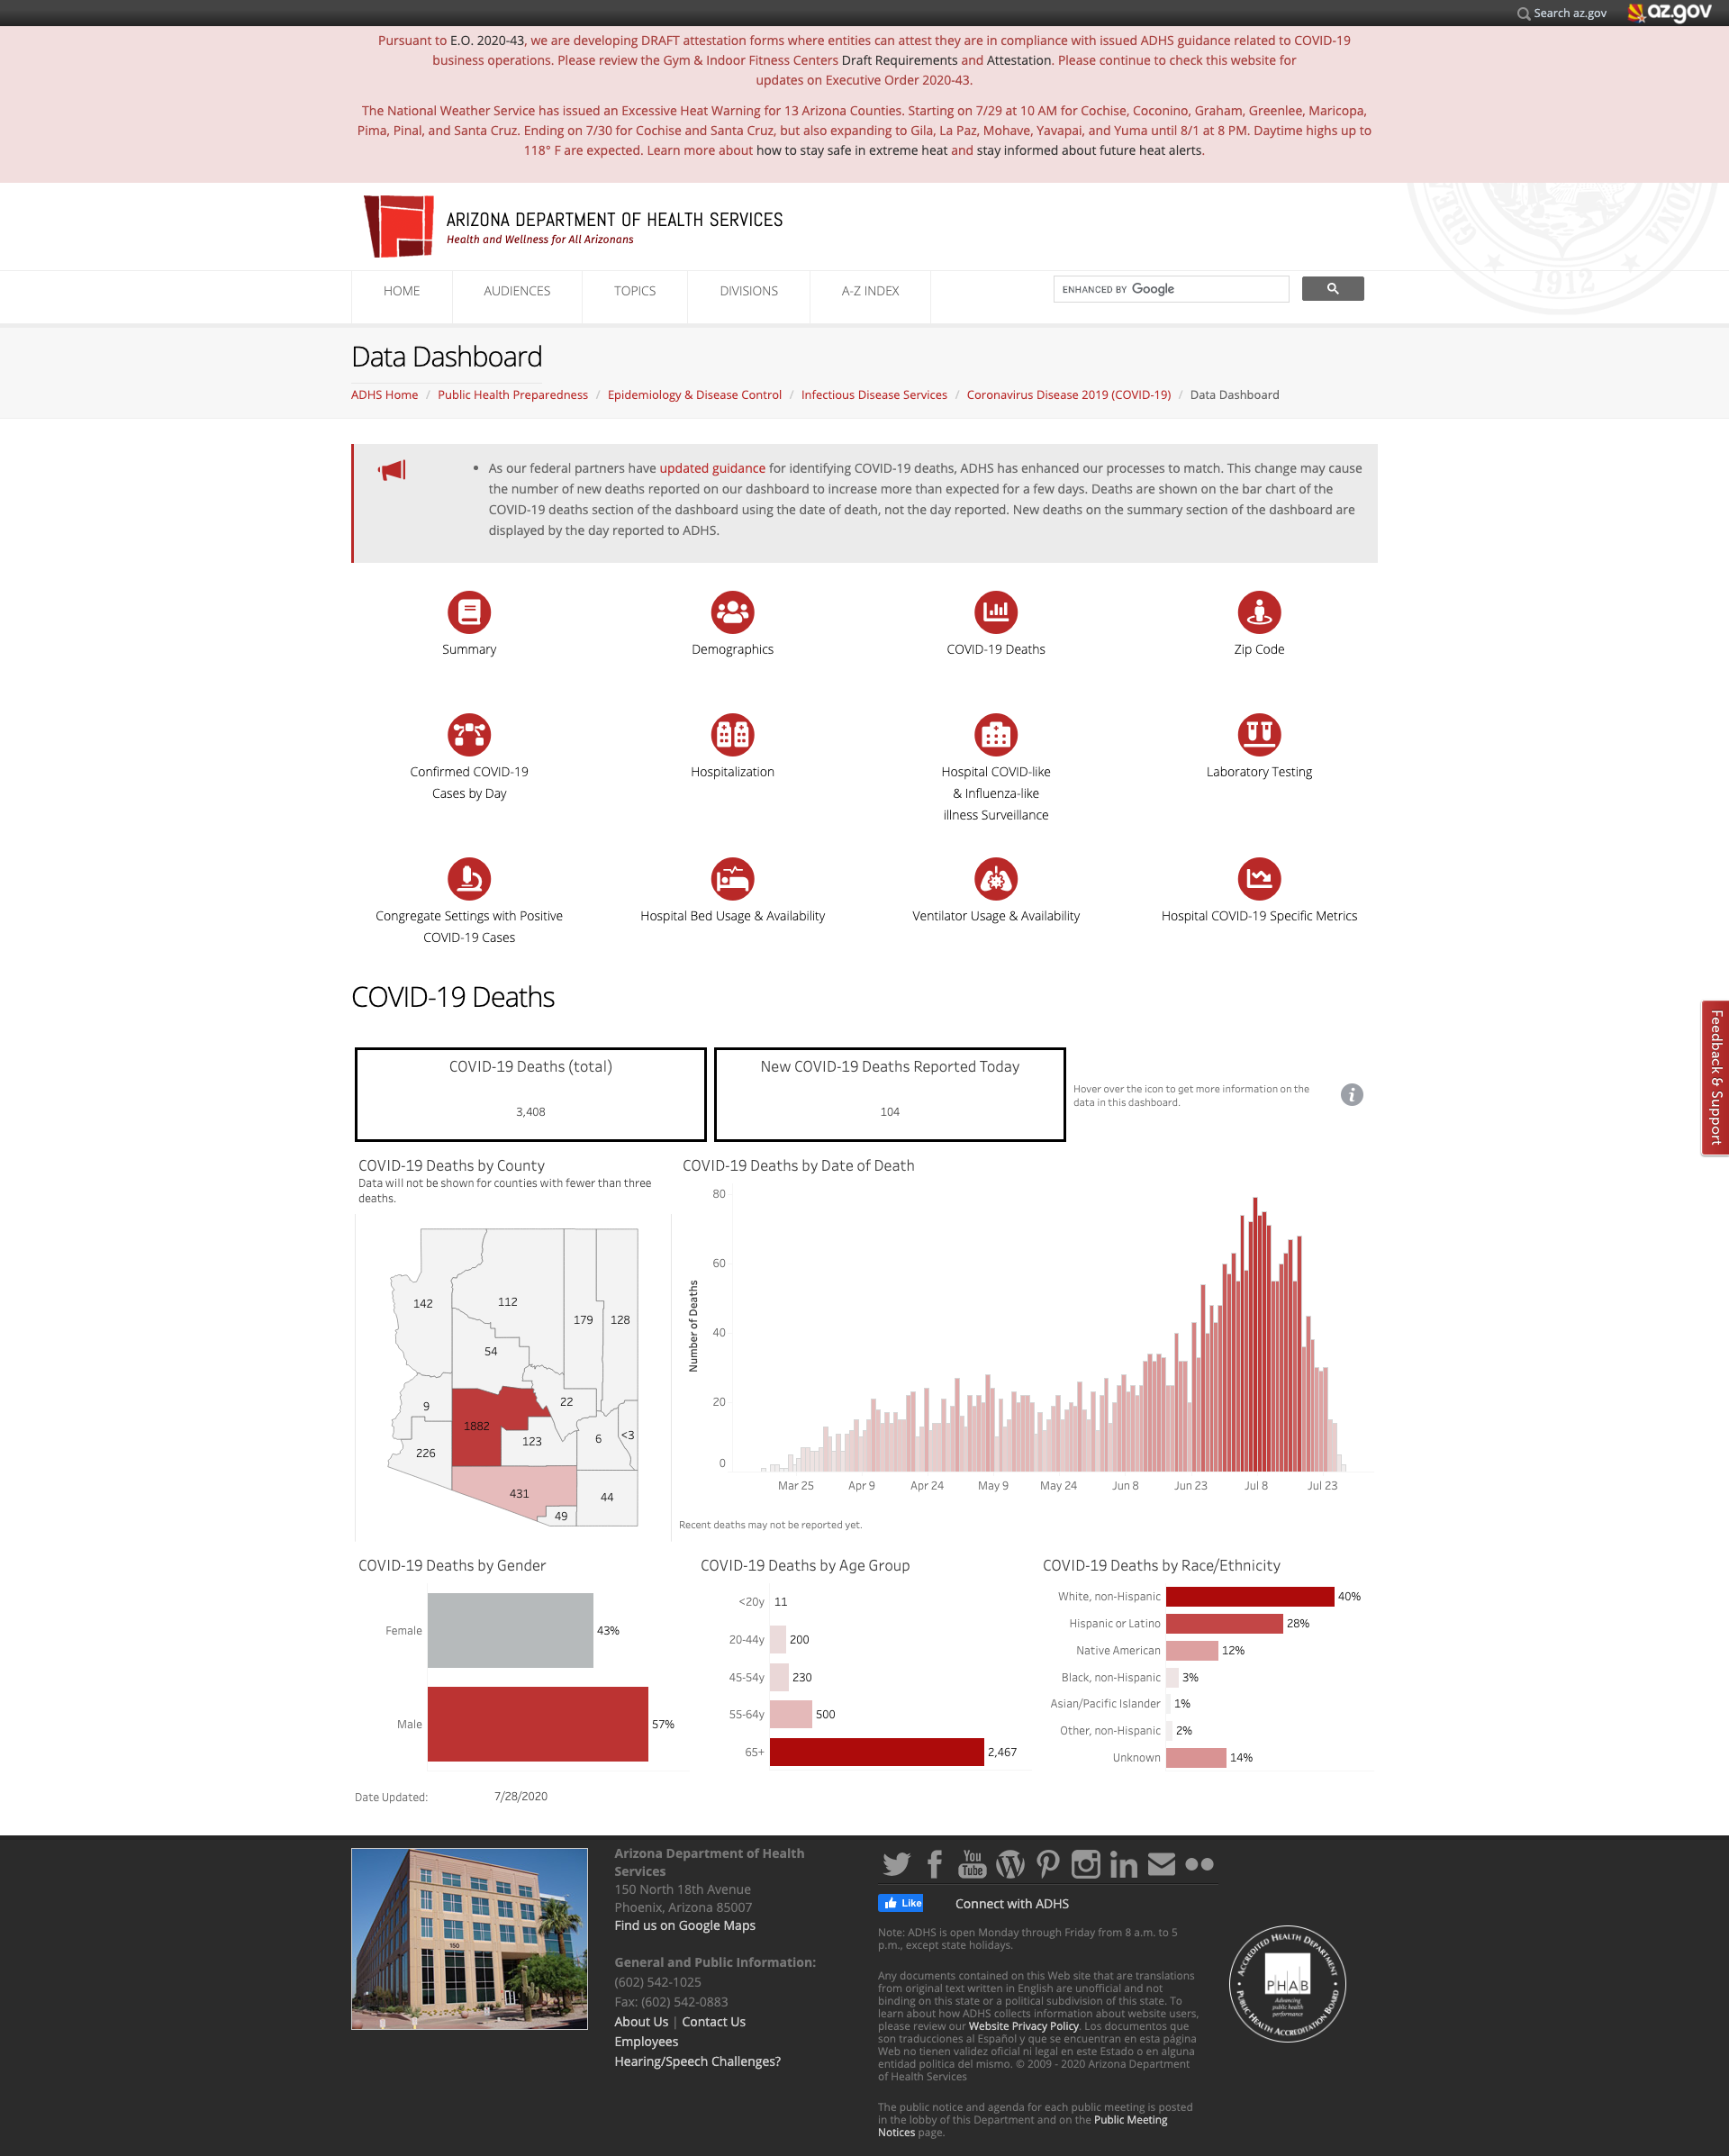 Search az.gov
az.gov
Pursuant to E.O. 2020-43, we are developing DRAFT attestation forms where entities can attest they are in compliance with issued ADHS guidance related to COVID-19
business operations. Please review the Gym & Indoor Fitness Centers Draft Requirements and Attestation. Please continue to check this website for
updates on Executive Order 2020-43.
The National Weather Service has issued an Excessive Heat Warning for 13 Arizona Counties. Starting on 7/29 at 10 AM for Cochise, Coconino, Graham, Greenlee, Maricopa,
Pima, Pinal, and Santa Cruz. Ending on 7/30 for Cochise and Santa Cruz, but also expanding to Gila, La Paz, Mohave, Yavapai, and Yuma until 8/1 at 8 PM. Daytime highs up to
118° F are expected. Learn more about how to stay safe in extreme heat and stay informed about future heat alerts.
ARIZONA DEPARTMENT OF HEALTH SERVICES
Health and Wellness for All Arizonans
1912
HOME
AUDIENCES
TOPICS
DIVISIONS
A-Z INDEX
ENHANCED BY Google
Data Dashboard
ADHS Home / Public Health Preparedness / Epidemiology & Disease Control / Infectious Disease Services / Coronavirus Disease 2019 (COVID-19) / Data Dashboard
• As our federal partners have updated guidance for identifying COVID-19 deaths, ADHS has enhanced our processes to match. This change may cause
the number of new deaths reported on our dashboard to increase more than expected for a few days. Deaths are shown on the bar chart of the
COVID-19 deaths section of the dashboard using the date of death, not the day reported. New deaths on the summary section of the dashboard are
displayed by the day reported to ADHS.
Summary
Demographics
COVID-19 Deaths
Zip Code
Confirmed COVID-19
Cases by Day
Hospitalization
Hospital COVID-like
& Influenza-like
illness Surveillance
Laboratory Testing
Congregate Settings with Positive
COVID-19 Cases
Hospital Bed Usage & Availability
Ventilator Usage & Availability
Hospital COVID-19 Specific Metrics
COVID-19 Deaths
Feedback & Support
COVID-19 Deaths (total)
3,408
New COVID-19 Deaths Reported Today
104
Hover over the icon to get more information on the
data in this dashboard.
COVID-19 Deaths by County
Data will not be shown for counties with fewer than three
deaths.
142
112
179
128
54
9
22
1882
123
6
<3
226
431
44
49
COVID-19 Deaths by Date of Death
Number of Deaths
80
60
40
20
0
Mar 25
Apr 9
Apr 24
May 9
May 24
Jun 8
Jun 23
Jul 8
Jul 23
Recent deaths may not be reported yet.
COVID-19 Deaths by Gender
Female 43%
Male 57%
COVID-19 Deaths by Age Group
<20y 11
20-44y 200
45-54y 230
55-64y 500
65+ 2,467
COVID-19 Deaths by Race/Ethnicity
White, non-Hispanic 40%
Hispanic or Latino 28%
Native American 12%
Black, non-Hispanic 3%
Asian/Pacific Islander 1%
Other, non-Hispanic 2%
Unknown 14%
Date Updated: 7/28/2020
150
Arizona Department of Health
Services
150 North 18th Avenue
Phoenix, Arizona 85007
Find us on Google Maps
General and Public Information:
(602) 542-1025
Fax: (602) 542-0883
About Us | Contact Us
Employees
Hearing/Speech Challenges?
You
Tube
Like
Connect with ADHS
Note: ADHS is open Monday through Friday from 8 a.m. to 5
p.m., except state holidays.
Any documents contained on this Web site that are translations
from original text written in English are unofficial and not
binding on this state or a political subdivision of this state. To
learn about how ADHS collects information about website users,
please review our Website Privacy Policy. Los documentos que
son traducciones al Español y que se encuentran en esta página
Web no tienen validez oficial ni legal en este Estado o en alguna
entidad politica del mismo. © 2009 - 2020 Arizona Department
of Health Services
The public notice and agenda for each public meeting is posted
in the lobby of this Department and on the Public Meeting
Notices page.
ACCREDITED HEALTH DEPARTMENT
PHAB
Advancing
public health
performance
PUBLIC HEALTH ACCREDITATION BOARD